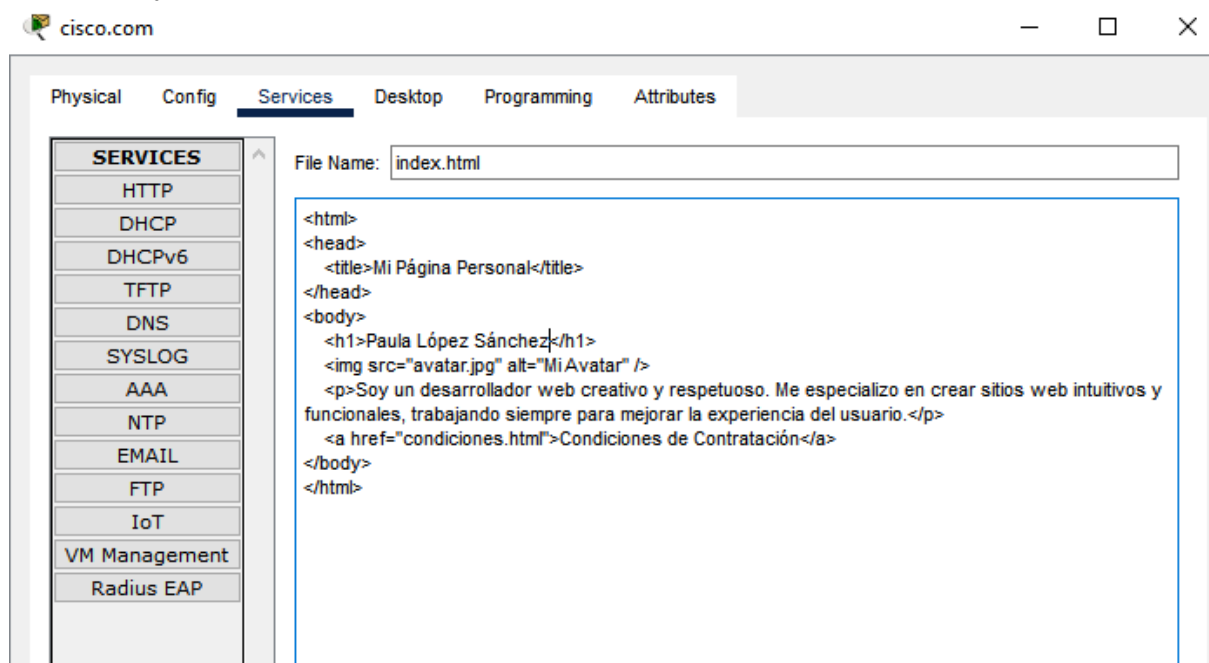 cisco.com
Physical Config Services Desktop Programming Attributes
SERVICES
HTTP
DHCP
DHCPv6
TFTP
DNS
SYSLOG
AAA
NTP
EMAIL
FTP
IoT
VM Management
Radius EAP
File Name: index.html
<html>
<head>
<title>Mi Página Personal</title>
</head>
<body>
<h1>Paula López Sánchez</h1>
<img src="avatar.jpg" alt="Mi Avatar" />
<p>Soy un desarrollador web creativo y respetuoso. Me especializo en crear sitios web intuitivos y
funcionales, trabajando siempre para mejorar la experiencia del usuario.</p>
<a href="condiciones.html">Condiciones de Contratación</a>
</body>
</html>